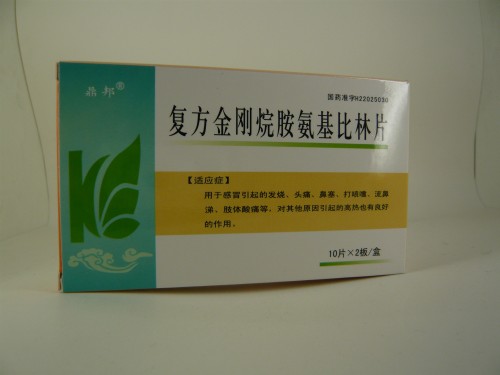 鼎邦®
国药准字H22025030
复方金刚烷胺氨基比林片
【适应症】
用于感冒引起的发烧、头痛、鼻塞、打喷嚏、流鼻
涕、肢体酸痛等，对其他原因引起的高热也有良好
的作用。
10片×2板/盒